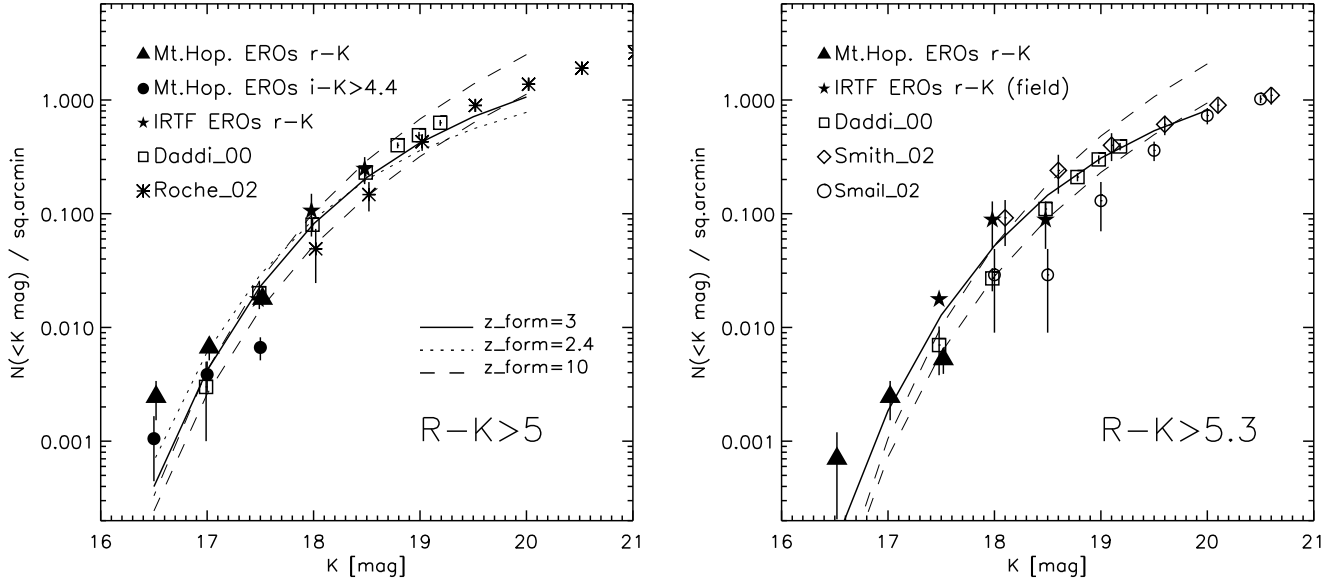 Mt.Hop. EROs r-K
Mt.Hop. EROs i-K>4.4
IRTF EROs r-K
Daddi_00
Roche_02
1.000
0.100
0.010
0.001
N(<K mag) / sq.arcmin
z_form=3
z_form=2.4
z_form=10
R-K>5
16 17 18 19 20 21
K [mag]
Mt.Hop. EROs r-K
IRTF EROs r-K (field)
Daddi_00
Smith_02
Smail_02
1.000
0.100
0.010
0.001
N(<K mag) / sq.arcmin
R-K>5.3
16 17 18 19 20 21
K [mag]